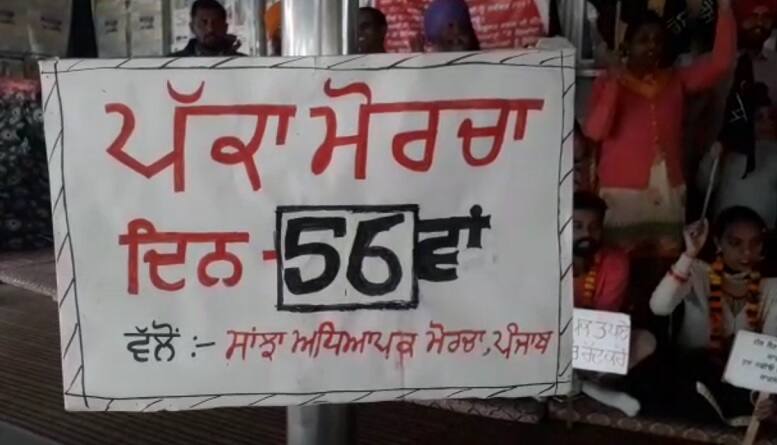 ਪੱਕਾ ਮੋਰਚਾ
ਦਿਨ - 56ਵਾਂ
ਵੱਲੋਂ :- ਸਾਂਝਾ ਅਧਿਆਪਕ ਮੋਰਚਾ, ਪੰਜਾਬ